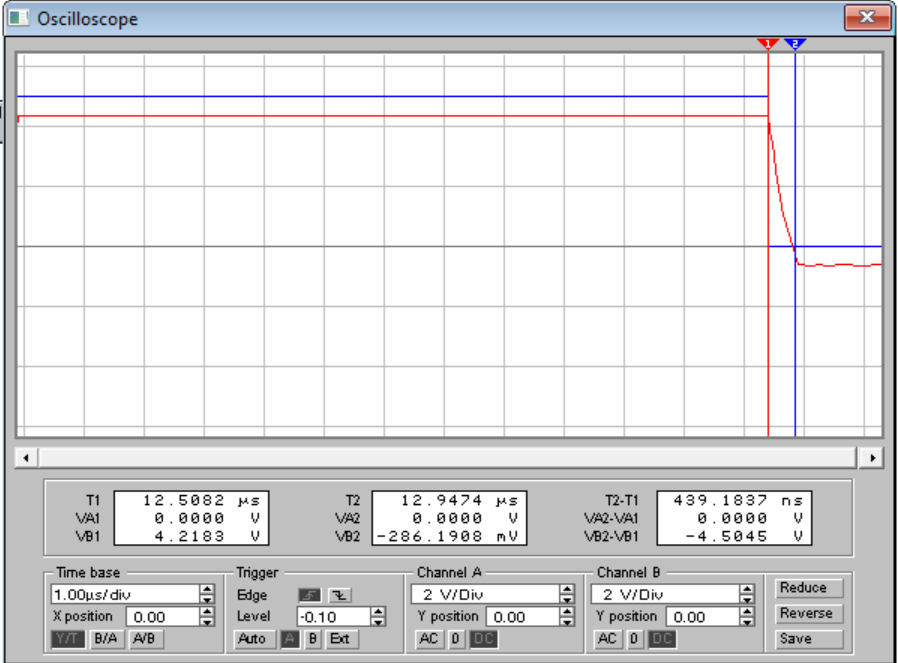 Oscilloscope
1 2
T1 12.5082 µs T2 12.9474 µs T2-T1 439.1837 ns
VA1 0.0000 V VA2 0.0000 V VA2-VA1 0.0000 V
VB1 4.2183 V VB2 -286.1908 mV VB2-VB1 -4.5045 V
Time base Trigger Channel A Channel B
1.00µs/div Edge 2 V/Div 2 V/Div Reduce
X position 0.00 Level -0.10 Y position 0.00 Y position 0.00 Reverse
Y/T B/A A/B Auto A B Ext AC 0 DC AC 0 DC Save